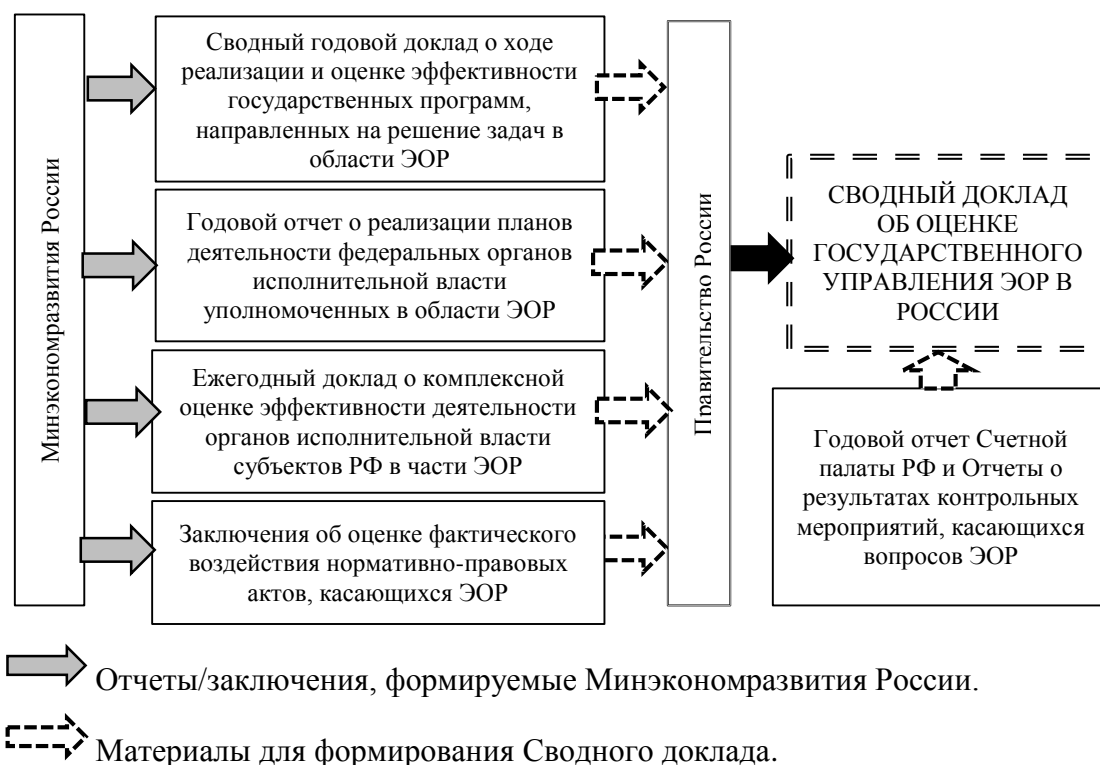 Минэкономразвития России
Сводный годовой доклад о ходе
реализации и оценке эффективности
государственных программ,
направленных на решение задач в
области ЭОР
Годовой отчет о реализации планов
деятельности федеральных органов
исполнительной власти
уполномоченных в области ЭОР
Ежегодный доклад о комплексной
оценке эффективности деятельности
органов исполнительной власти
субъектов РФ в части ЭОР
Заключения об оценке фактического
воздействия нормативно-правовых
актов, касающихся ЭОР
Правительство России
СВОДНЫЙ ДОКЛАД
ОБ ОЦЕНКЕ
ГОСУДАРСТВЕННОГО
УПРАВЛЕНИЯ ЭОР В
РОССИИ
Годовой отчет Счетной
палаты РФ и Отчеты о
результатах контрольных
мероприятий, касающихся
вопросов ЭОР
Отчеты/заключения, формируемые Минэкономразвития России.
Материалы для формирования Сводного доклада.